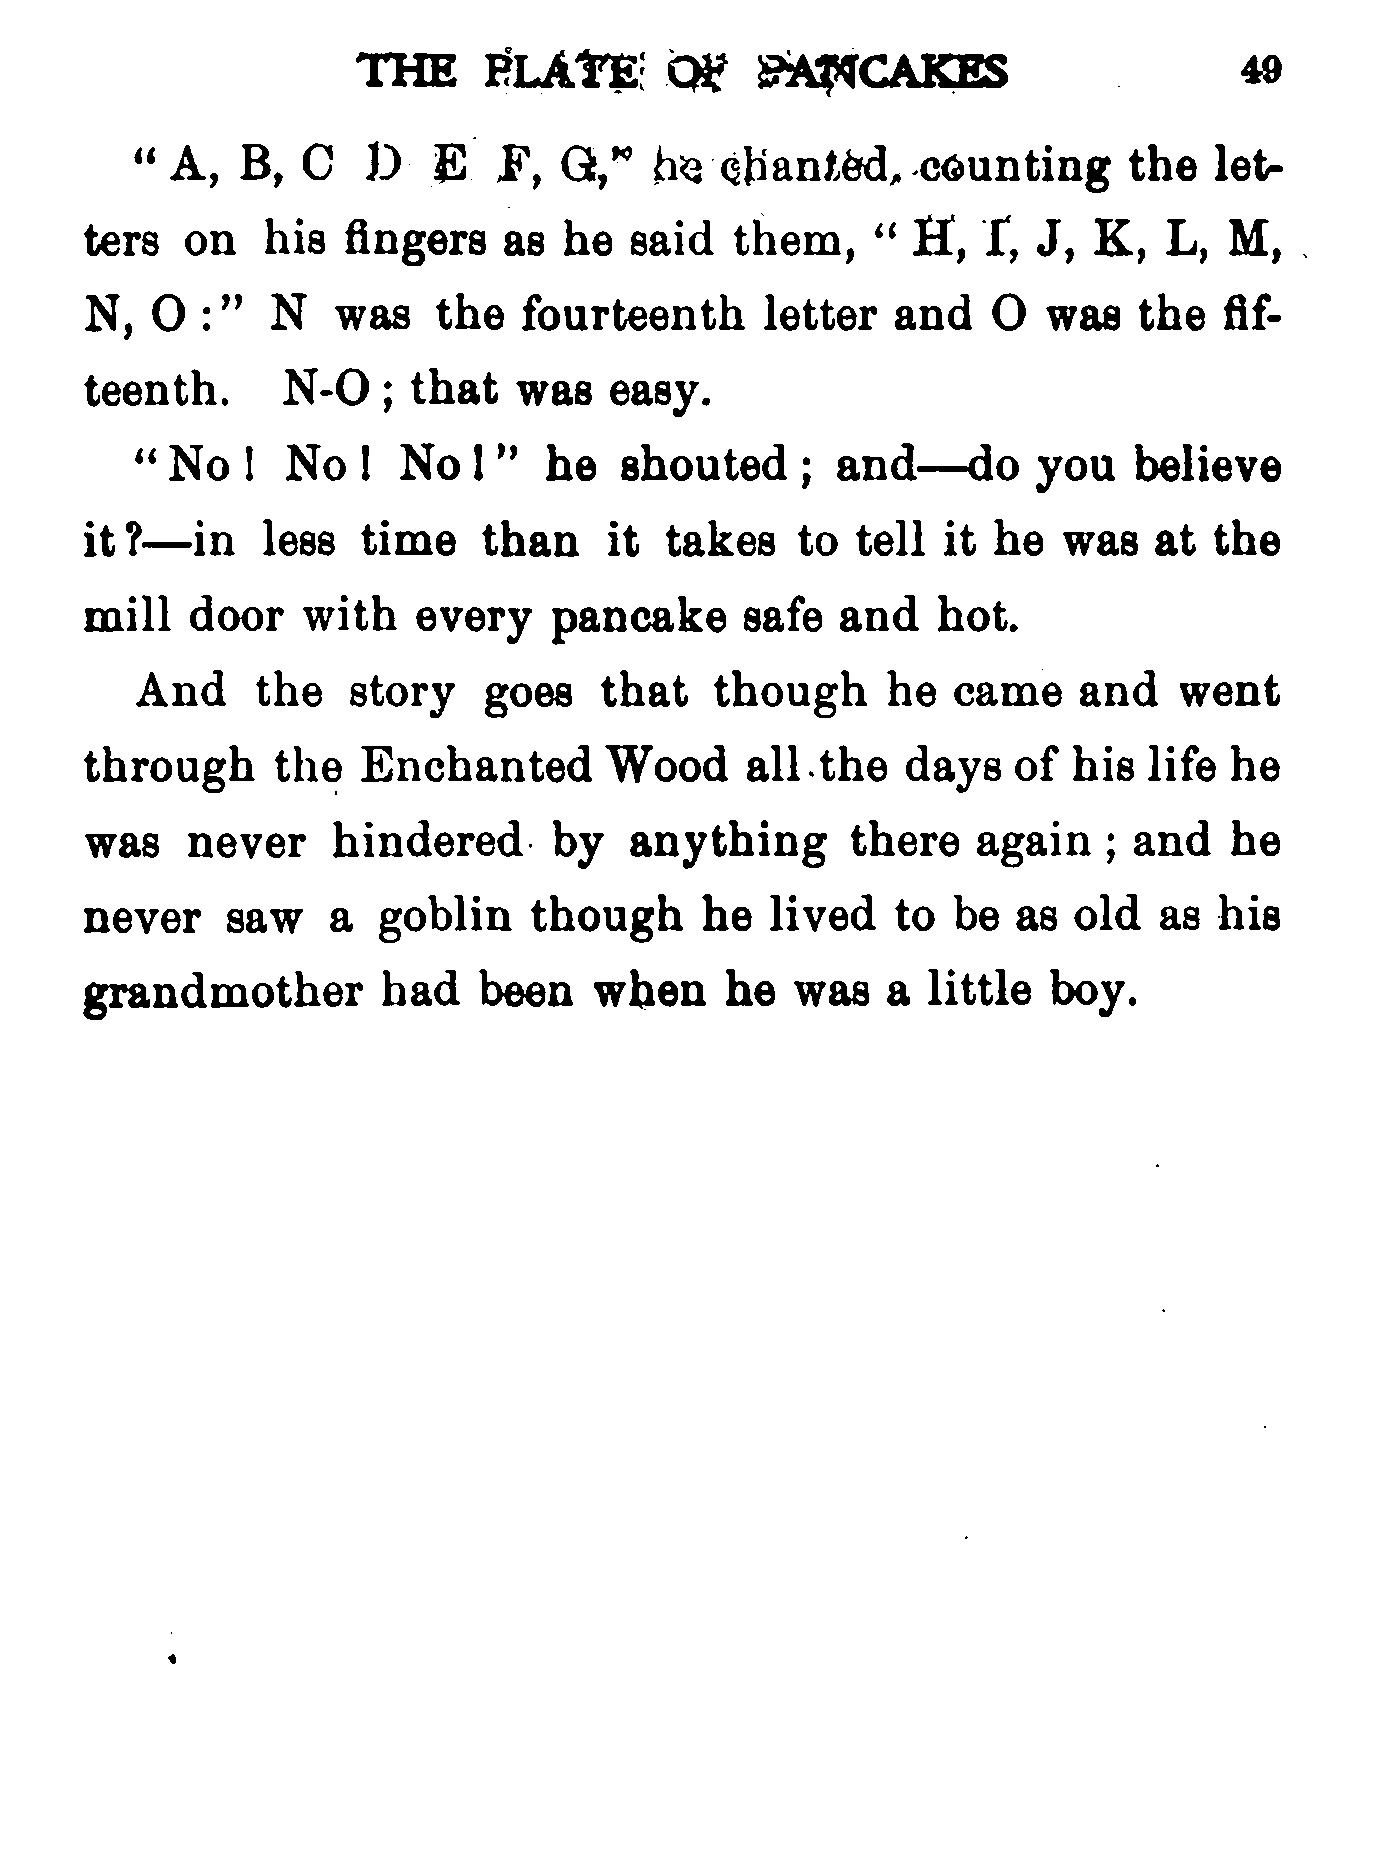 THE PLATE OF PANCAKES 49
" A, B, C D E F, G," he chanted, counting the let-
ters on his fingers as he said them, " H, I, J, K, L, M,
N, O :" N was the fourteenth letter and O was the fif-
teenth. N-O ; that was easy.
" No ! No ! No ! " he shouted ; and—do you believe
it ?—in less time than it takes to tell it he was at the
mill door with every pancake safe and hot.
And the story goes that though he came and went
through the Enchanted Wood all the days of his life he
was never hindered by anything there again ; and he
never saw a goblin though he lived to be as old as his
grandmother had been when he was a little boy.